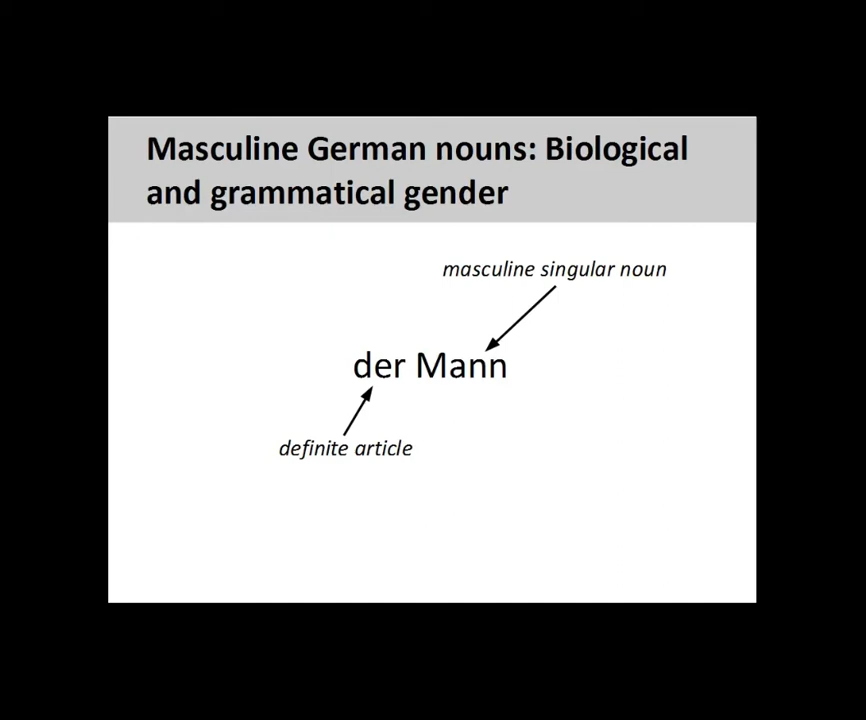 Masculine German nouns: Biological
and grammatical gender
masculine singular noun
der Mann
definite article